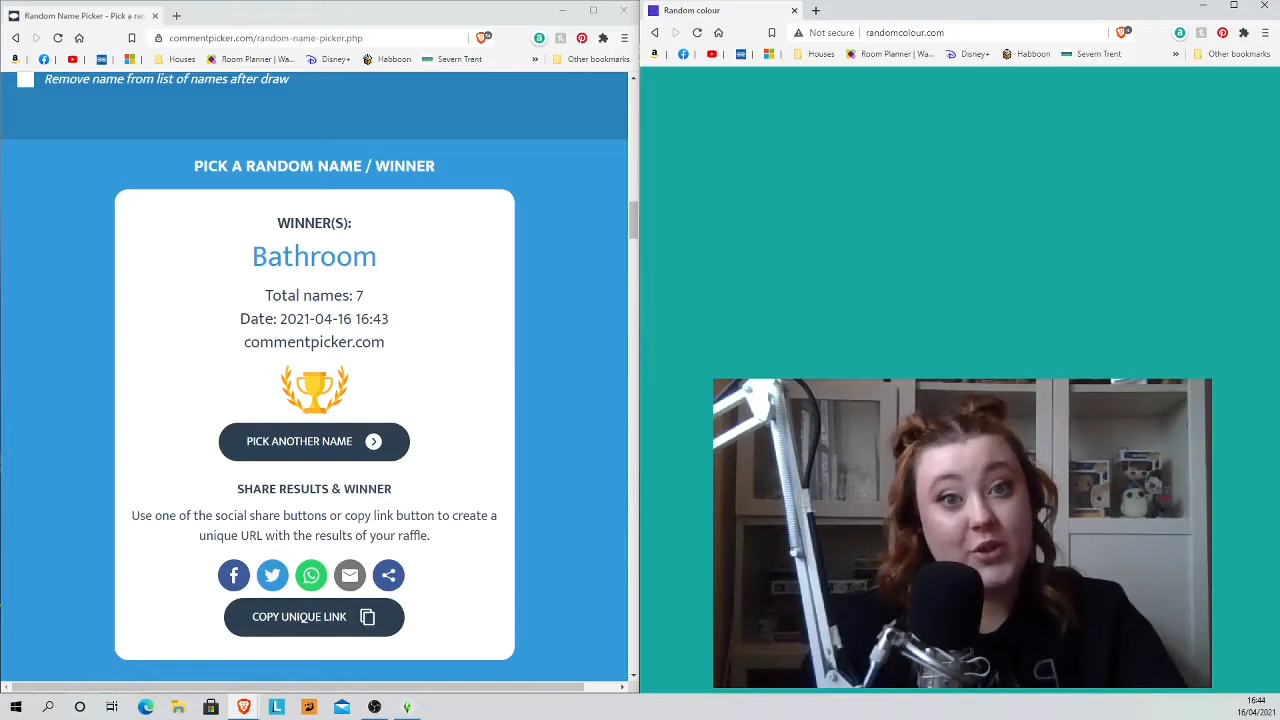 Random Name Picker - Pick a ran
commentpicker.com/random-name-picker.php
Houses
Room Planner | Wa...
Disney+
Habboon
Severn Trent
»
Other bookmarks
Remove name from list of names after draw
PICK A RANDOM NAME / WINNER
WINNER(S):
Bathroom
Total names: 7
Date: 2021-04-16 16:43
commentpicker.com
PICK ANOTHER NAME
SHARE RESULTS & WINNER
Use one of the social share buttons or copy link button to create a
unique URL with the results of your raffle.
COPY UNIQUE LINK
Random colour
Not secure
randomcolour.com
Houses
Room Planner | Wa...
Disney+
Habboon
Severn Trent
»
Other bookmarks
16:44
16/04/2021